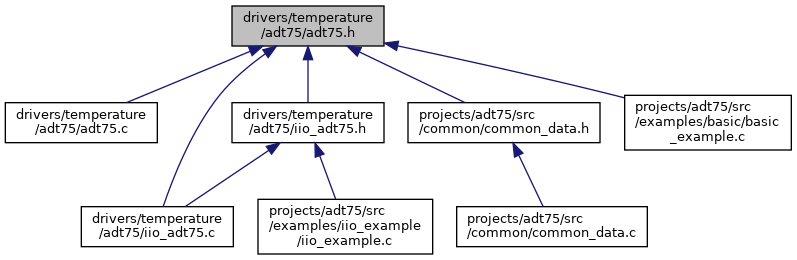 drivers/temperature
/adt75/adt75.h
drivers/temperature
/adt75/adt75.c
drivers/temperature
/adt75/iio_adt75.h
projects/adt75/src
/common/common_data.h
projects/adt75/src
/examples/basic/basic
_example.c
drivers/temperature
/adt75/iio_adt75.c
projects/adt75/src
/examples/iio_example
/iio_example.c
projects/adt75/src
/common/common_data.c